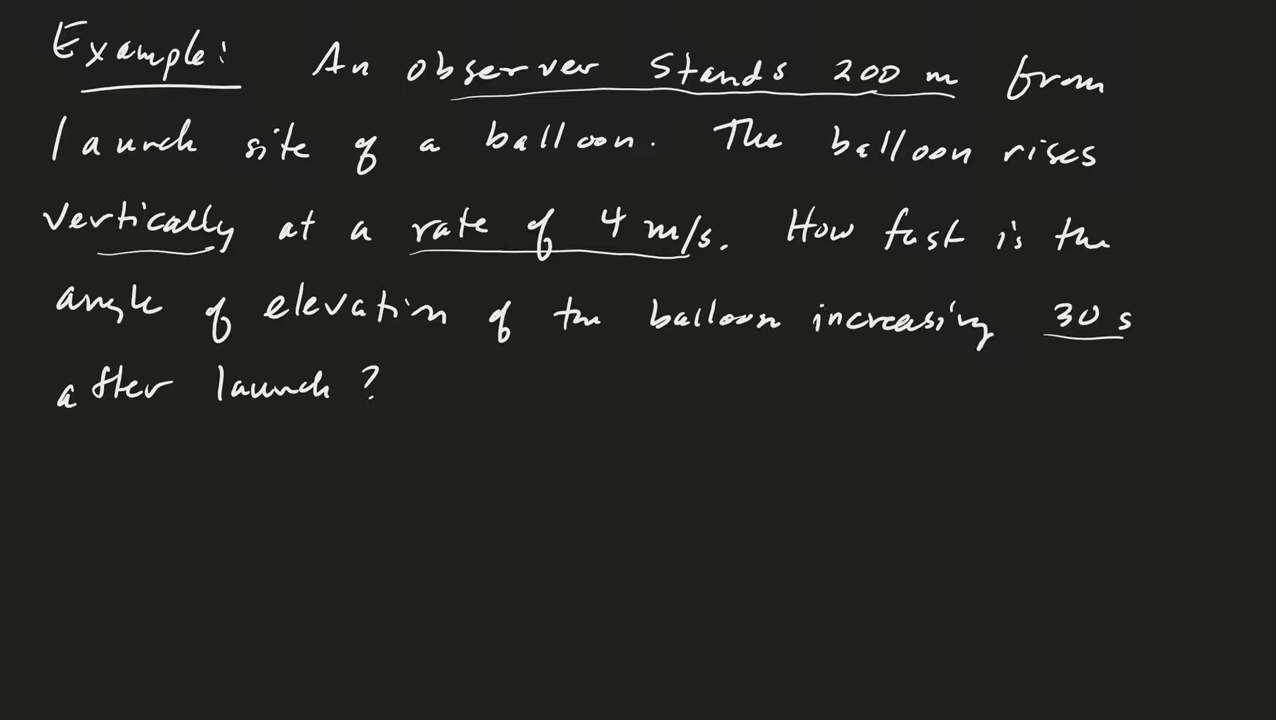 Example: An observer stands 200 m from
launch site of a balloon. The balloon rises
vertically at a rate of 4 m/s. How fast is the
angle of elevation of the balloon increasing 30 s
after launch?